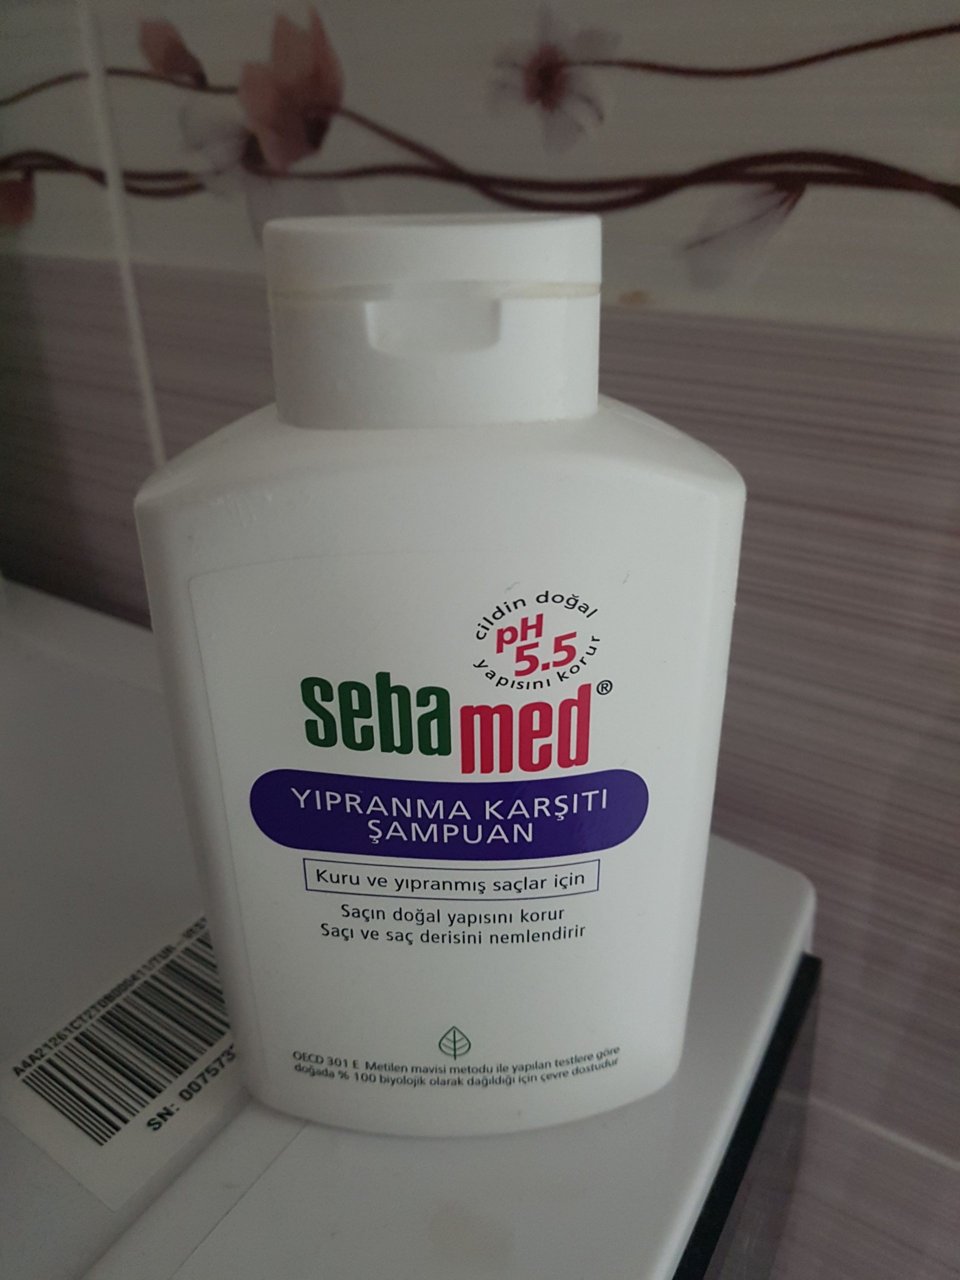 cildin doğal
pH
5.5
yapısını korur
sebamed®
YIPRANMA KARŞITI
ŞAMPUAN
Kuru ve yıpranmış saçlar için
Saçın doğal yapısını korur
Saçı ve saç derisini nemlendirir
OECD 301 E Metilen mavisi metodu ile yapılan testlere göre
doğada % 100 biyolojik olarak dağıldığı için çevre dostudur
SN: 007573